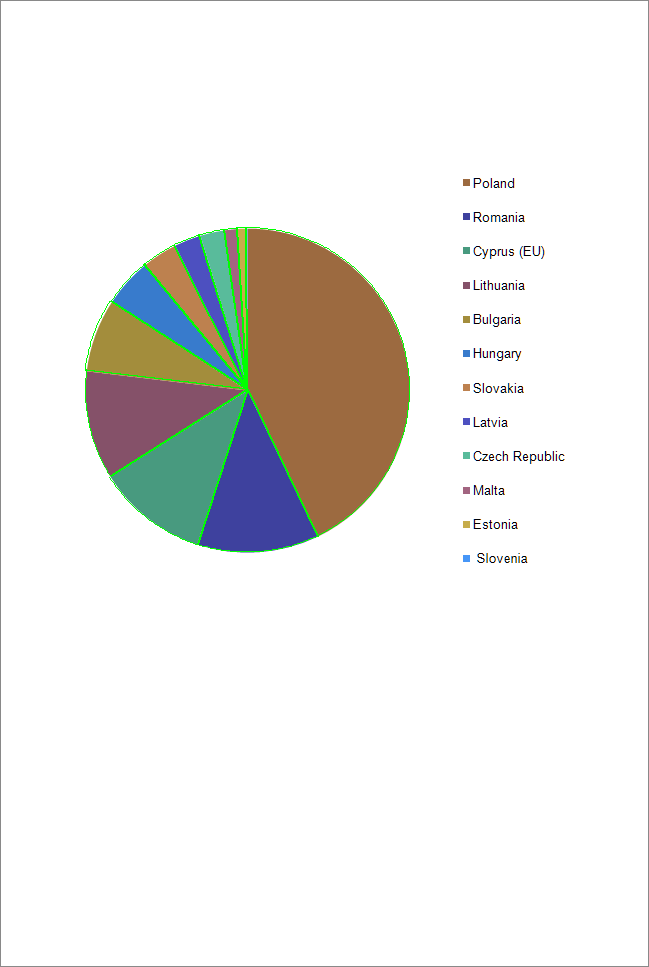 Poland
Romania
Cyprus (EU)
Lithuania
Bulgaria
Hungary
Slovakia
Latvia
Czech Republic
Malta
Estonia
Slovenia